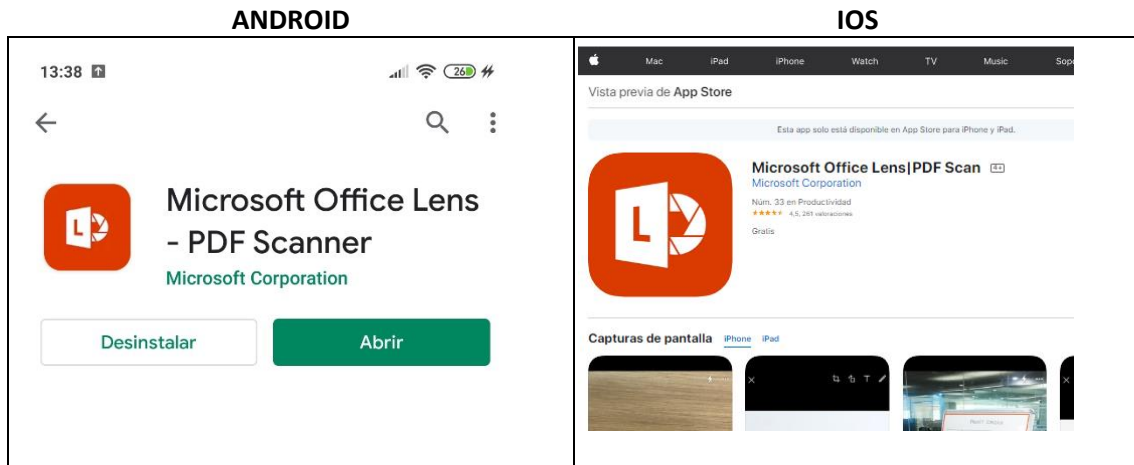 ANDROID
IOS
13:38
26
Microsoft Office Lens
- PDF Scanner
Microsoft Corporation
Desinstalar
Abrir
Mac iPad iPhone Watch TV Music Sopo
Vista previa de App Store
Esta app solo está disponible en App Store para iPhone y iPad.
Microsoft Office Lens|PDF Scan 4+
Microsoft Corporation
Núm. 33 en Productividad
4,5, 261 valoraciones
Gratis
Capturas de pantalla iPhone iPad
L
L